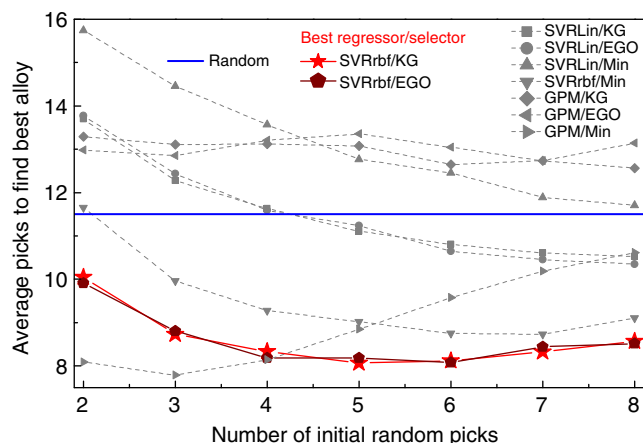 Average picks to find best alloy
16
14
12
10
8
2
3
4
5
6
7
8
Number of initial random picks
Random
Best regressor/selector
SVRrbf/KG
SVRrbf/EGO
SVRLin/KG
SVRLin/EGO
SVRLin/Min
SVRrbf/Min
GPM/KG
GPM/EGO
GPM/Min